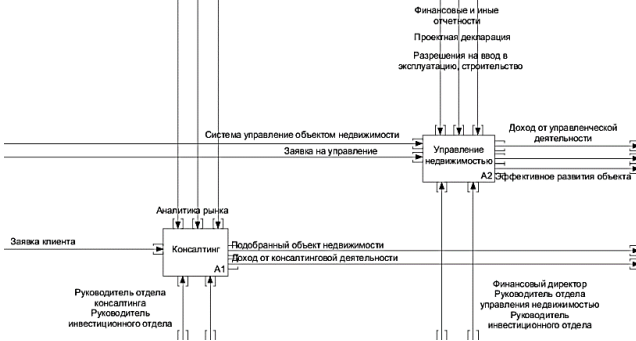 Финансовые и иные
отчетности
Проектная декларация
Разрешения на ввод в
эксплуатацию, строительство
Система управление объектом недвижимости
Заявка на управление
Управление
недвижимостью
A2
Доход от управленческой
деятельности
Эффективное развития объекта
Аналитика рынка
Заявка клиента
Консалтинг
A1
Подобранный объект недвижимости
Доход от консалтинговой деятельности
Руководитель отдела
консалтинга
Руководитель
инвестиционного отдела
Финансовый директор
Руководитель отдела
управления недвижимостью
Руководитель
инвестиционного отдела